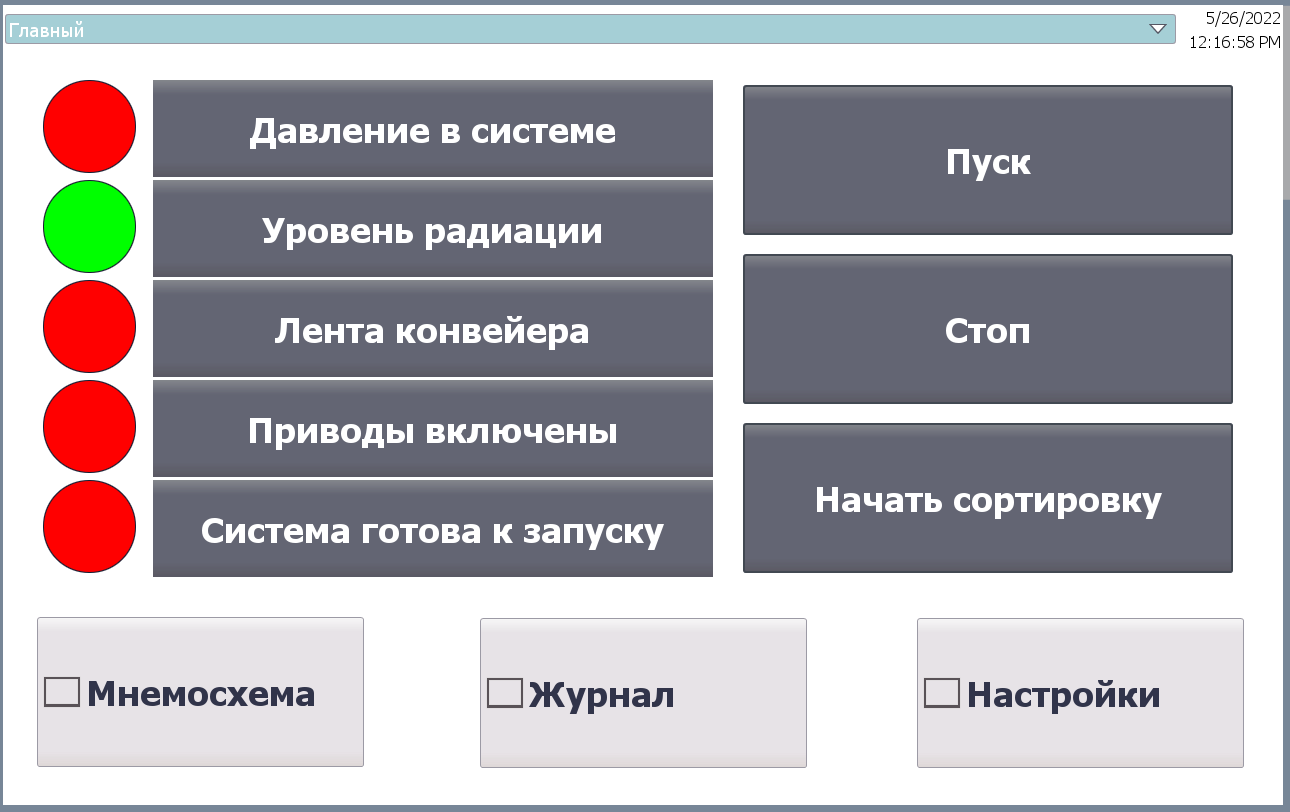 Главный
5/26/2022
12:16:58 PM
Давление в системе
Уровень радиации
Лента конвейера
Приводы включены
Система готова к запуску
Пуск
Стоп
Начать сортировку
Мнемосхема
Журнал
Настройки